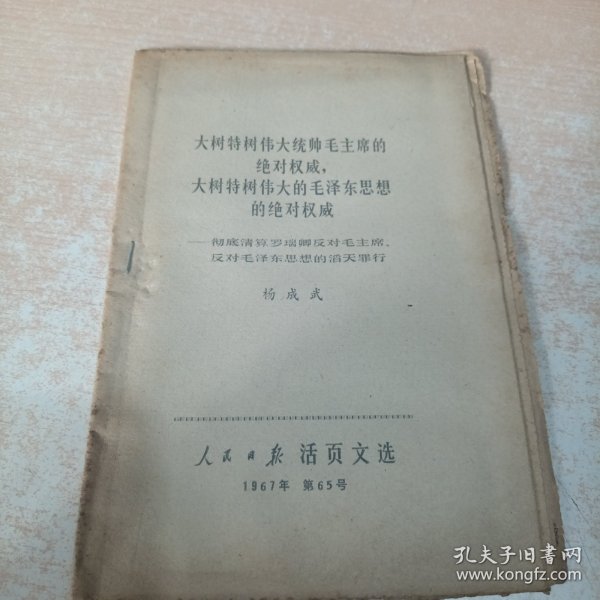 大树特树伟大统帅毛主席的
绝对权威，
大树特树伟大的毛泽东思想
的绝对权威
——彻底清算罗瑞卿反对毛主席、
反对毛泽东思想的滔天罪行
杨成武
人民日报 活页文选
1967年 第65号
孔夫子旧书网
www.kongfz.com